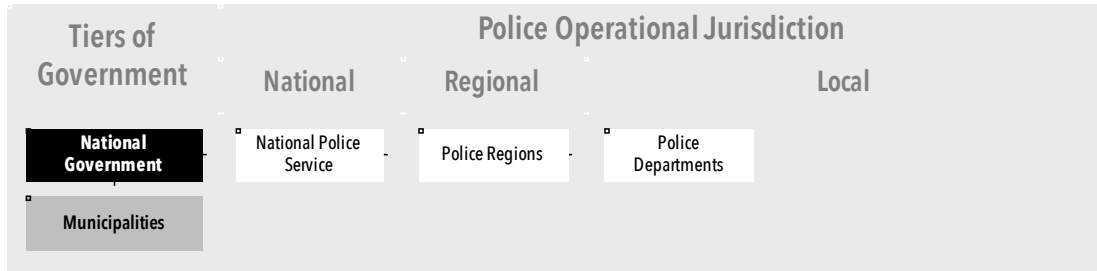 Tiers of
Government
Police Operational Jurisdiction
National
Regional
Local
National
Government
National Police
Service
Police Regions
Police
Departments
Municipalities